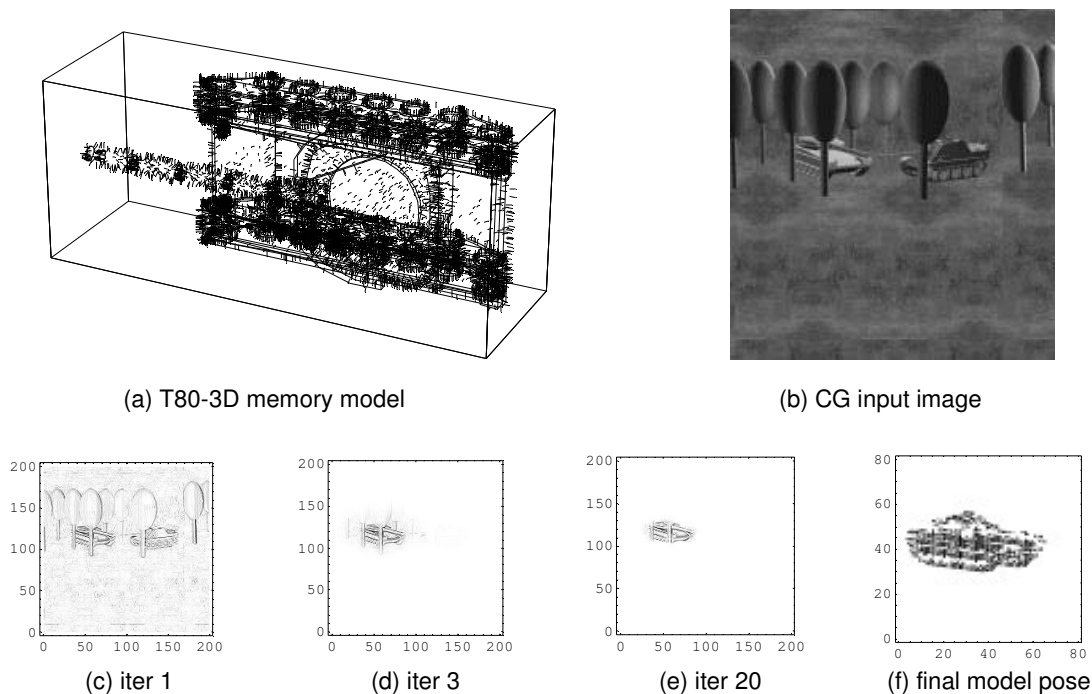 (a) T80-3D memory model
(b) CG input image
200
150
100
50
0
0 50 100 150 200
(c) iter 1
200
150
100
50
0
0 50 100 150 200
(d) iter 3
200
150
100
50
0
0 50 100 150 200
(e) iter 20
80
60
40
20
0
0 20 40 60 80
(f) final model pose